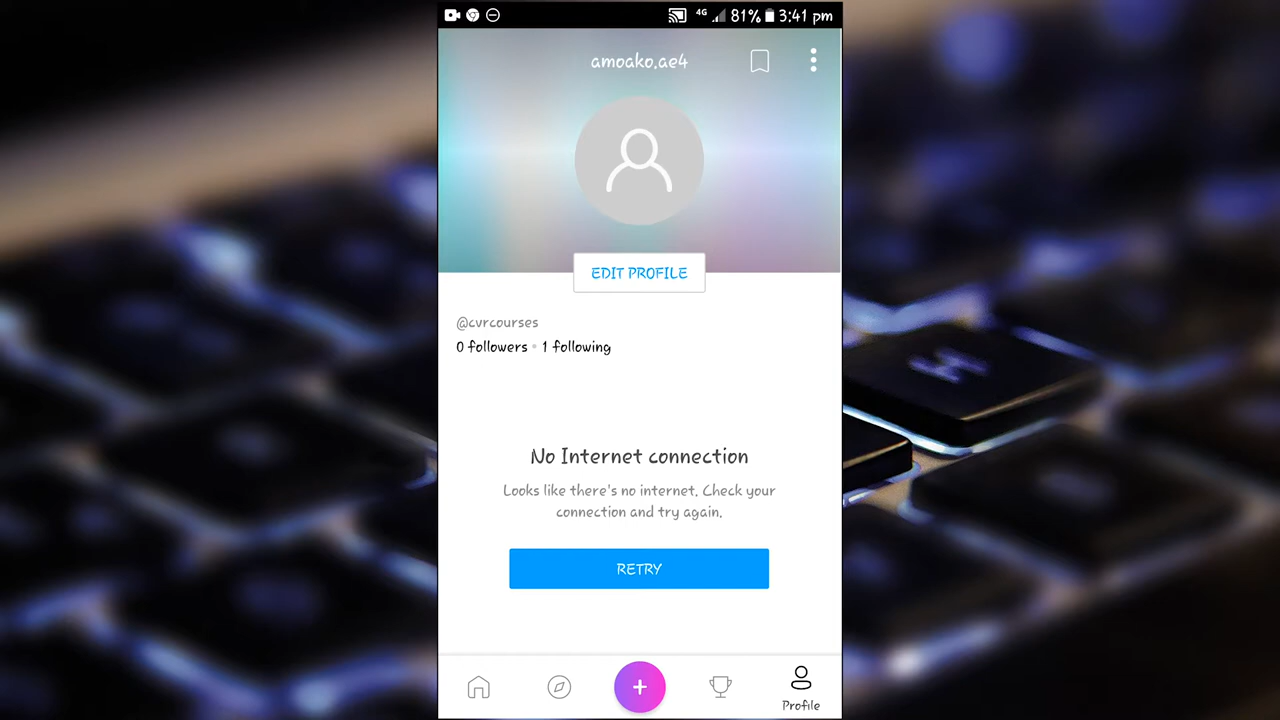 4G 81% 3:41 pm
amoako.ae4
EDIT PROFILE
@cvrcourses
0 followers • 1 following
No Internet connection
Looks like there's no internet. Check your
connection and try again.
RETRY
Profile